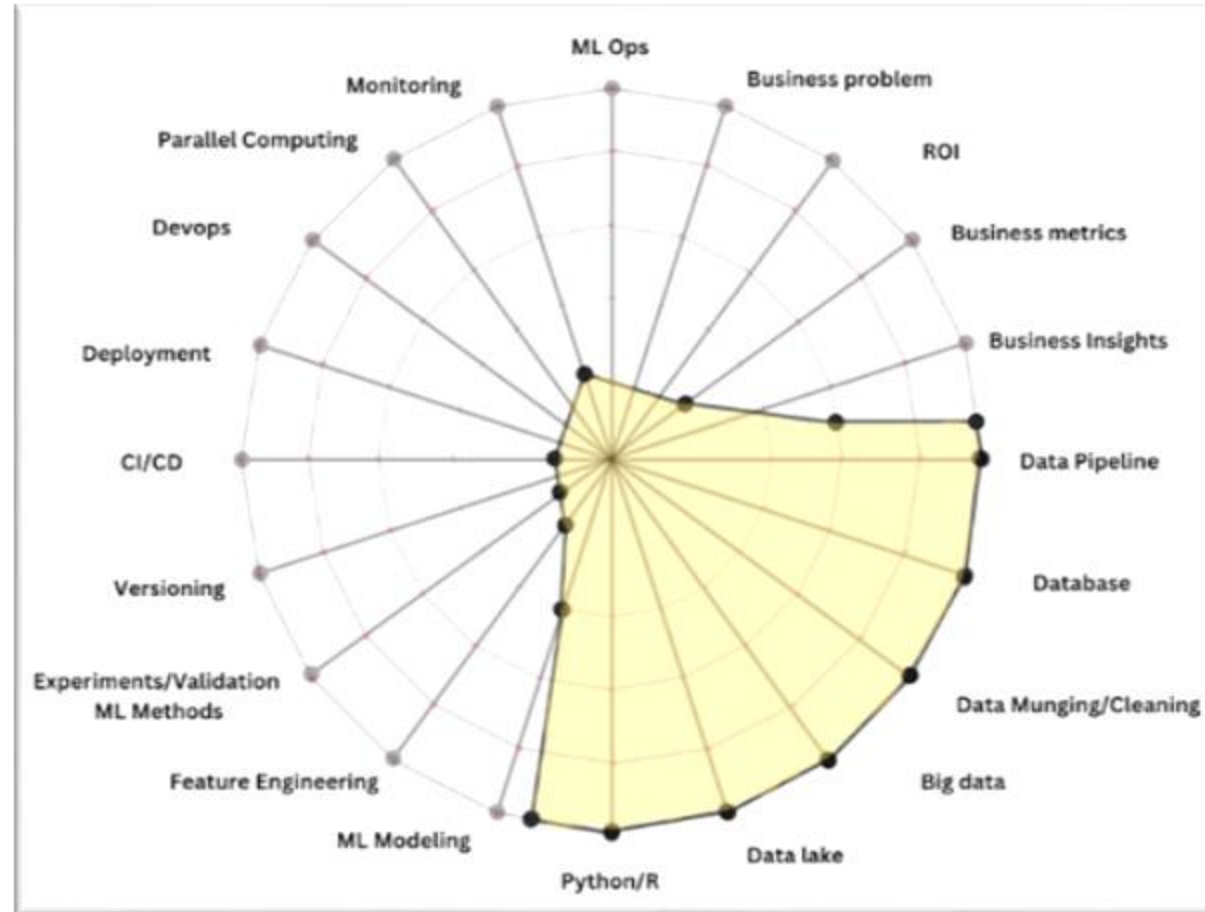 ML Ops
Business problem
ROI
Business metrics
Business Insights
Data Pipeline
Database
Data Munging/Cleaning
Big data
Data lake
Python/R
ML Modeling
Feature Engineering
Experiments/Validation
ML Methods
Versioning
CI/CD
Deployment
Devops
Parallel Computing
Monitoring